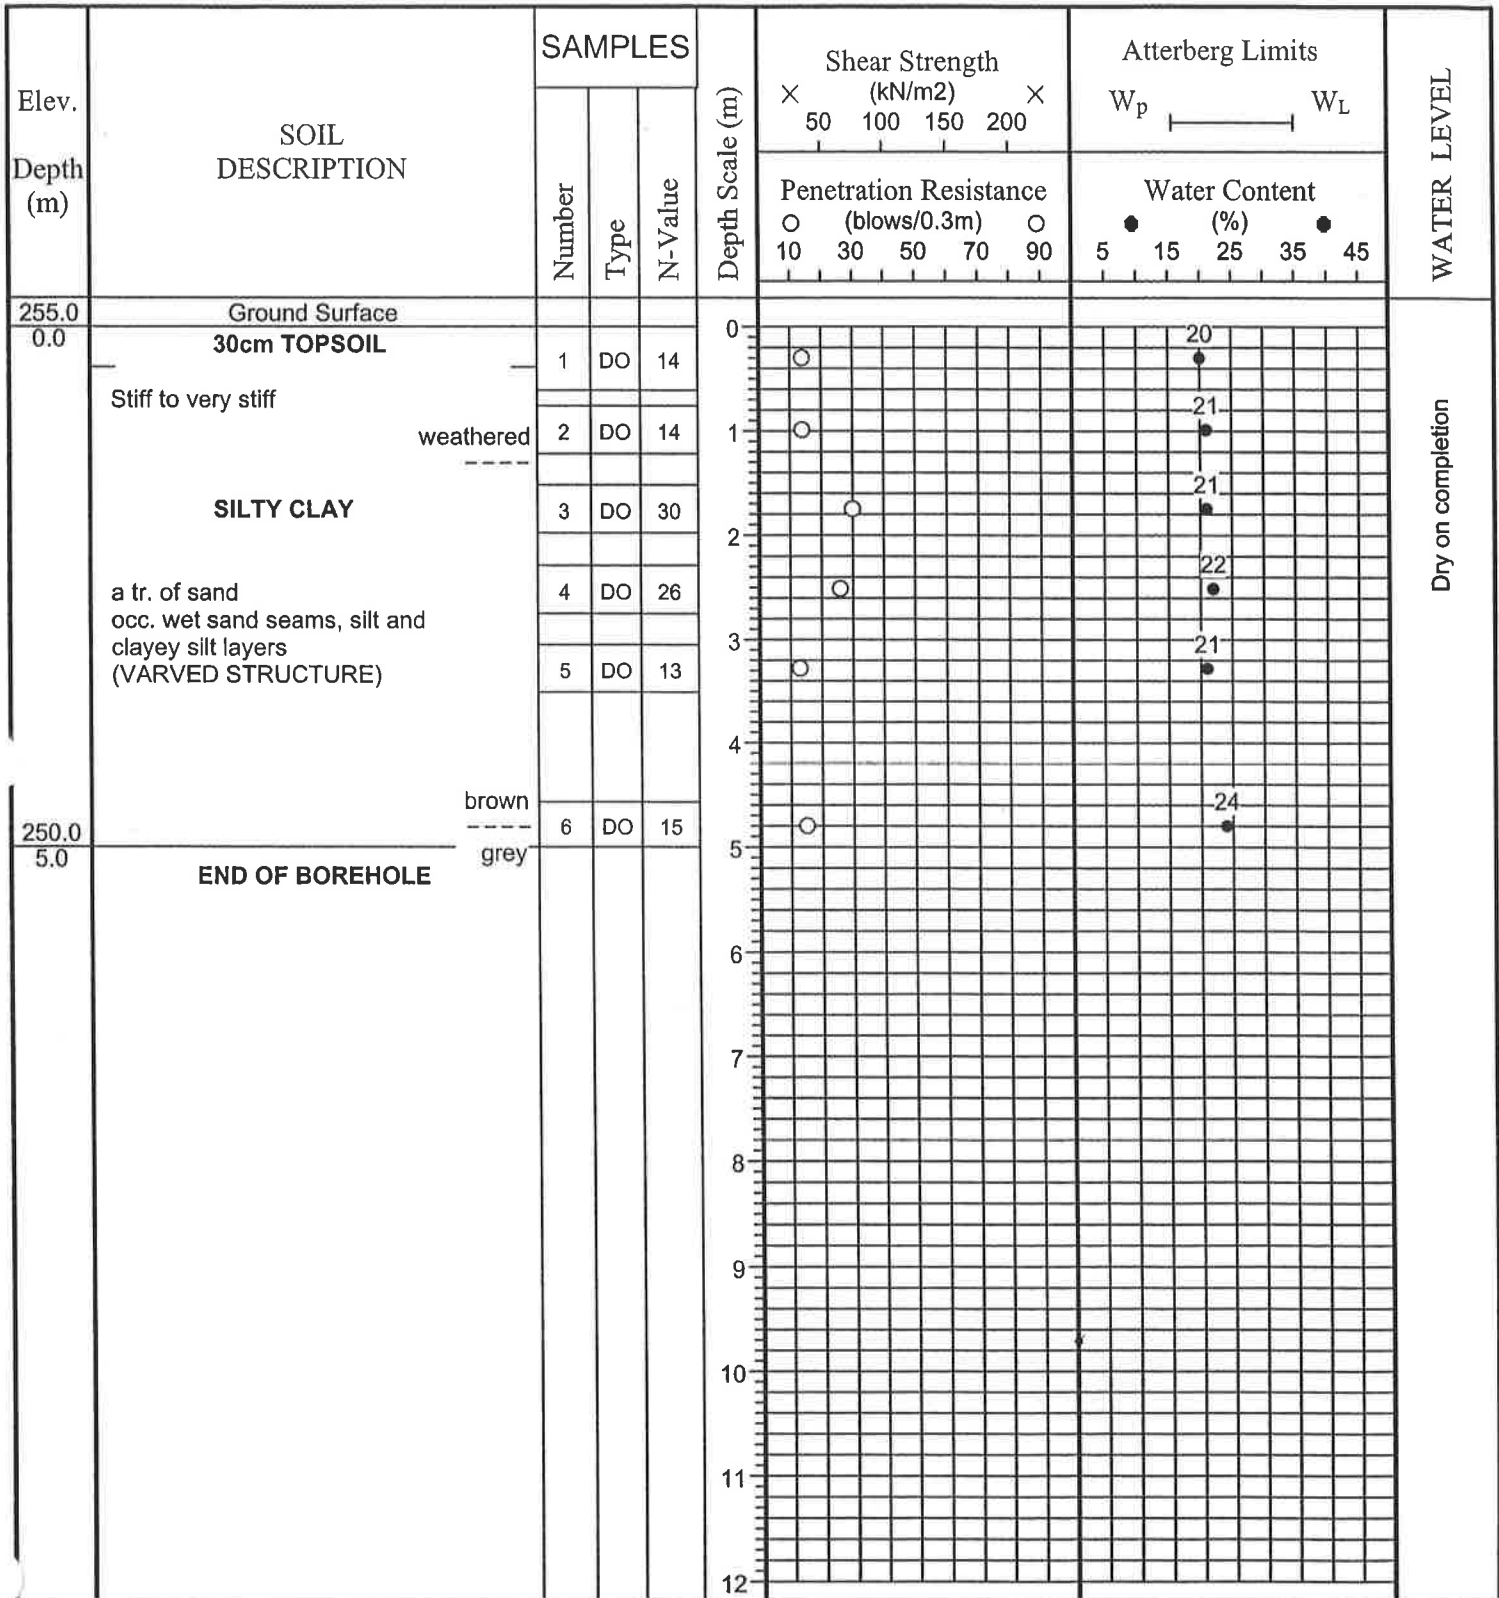 Elev.
Depth
(m)
SOIL
DESCRIPTION
SAMPLES
Number
Type
N-Value
Depth Scale (m)
Shear Strength
× (kN/m2) ×
50 100 150 200
Penetration Resistance
○ (blows/0.3m) ○
10 30 50 70 90
Atterberg Limits
Wp WL
Water Content
● (%) ●
5 15 25 35 45
WATER LEVEL
255.0 Ground Surface
0.0 30cm TOPSOIL
1 DO 14
Stiff to very stiff
weathered 2 DO 14
SILTY CLAY 3 DO 30
a tr. of sand 4 DO 26
occ. wet sand seams, silt and
clayey silt layers
(VARVED STRUCTURE) 5 DO 13
brown
250.0 6 DO 15
5.0 grey
END OF BOREHOLE
0
1
2
3
4
5
6
7
8
9
10
11
12
20
21
21
22
21
24
Dry on completion